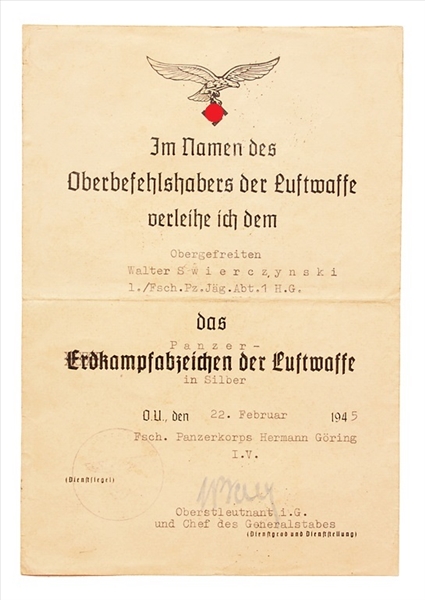 Im Namen des
Oberbefehlshabers der Luftwaffe
verleihe ich dem
Obergefreiten
Walter Swierczynski
1./Fsch.Pz.Jäg.Abt.1 H.G.
das
Panzer-
Erdkampfabzeichen der Luftwaffe
in Silber
O.U., den 22. Februar 1945
Fsch. Panzerkorps Hermann Göring
I.V.
(Dienstsiegel)
Oberstleutnant i.G.
und Chef des Generalstabes
(Dienstgrad und Dienststellung)